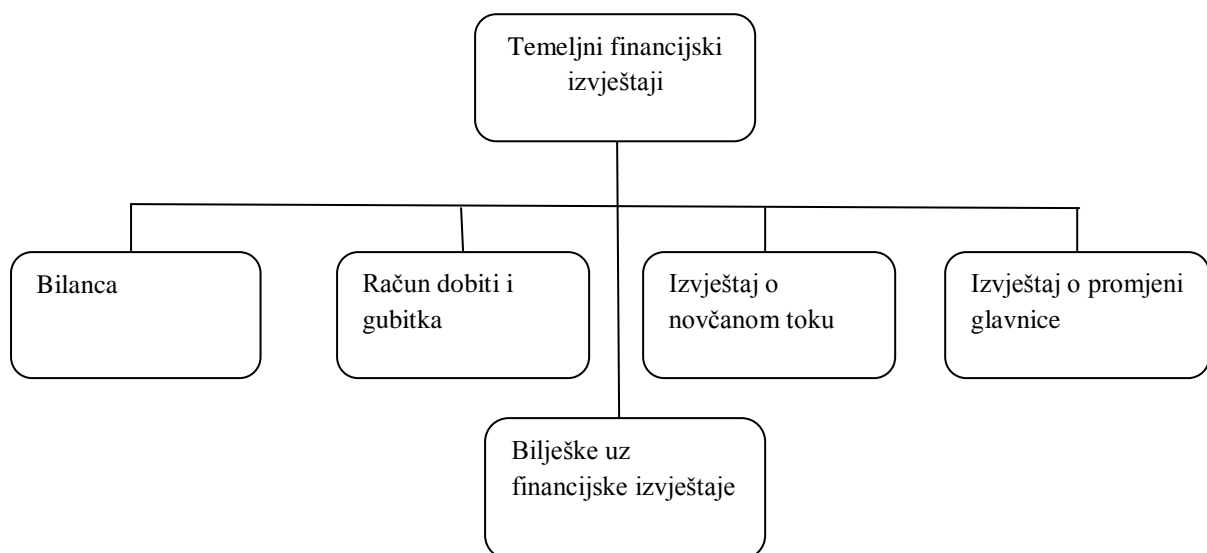 Temeljni financijski
izvještaji
Bilanca
Račun dobiti i
gubitka
Izvještaj o
novčanom toku
Izvještaj o promjeni
glavnice
Bilješke uz
financijske izvještaje